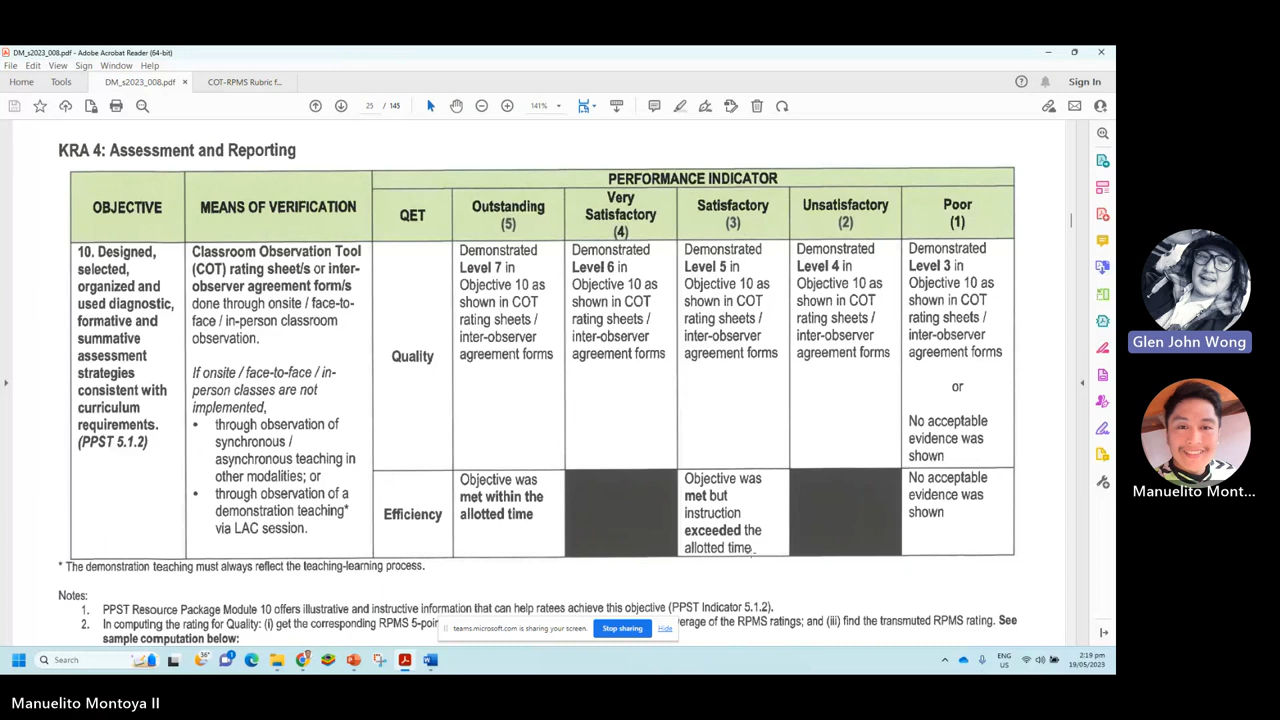 DM_s2023_008.pdf - Adobe Acrobat Reader (64-bit)
File Edit View Sign Window Help
Home Tools DM_s2023_008.pdf × COT-RPMS Rubric f... Sign In
25 / 145 141%
KRA 4: Assessment and Reporting
OBJECTIVE
MEANS OF VERIFICATION
PERFORMANCE INDICATOR
QET
Outstanding
(5)
Very
Satisfactory
(4)
Satisfactory
(3)
Unsatisfactory
(2)
Poor
(1)
10. Designed,
selected,
organized and
used diagnostic,
formative and
summative
assessment
strategies
consistent with
curriculum
requirements.
(PPST 5.1.2)
Classroom Observation Tool
(COT) rating sheet/s or inter-
observer agreement form/s
done through onsite / face-to-
face / in-person classroom
observation.
If onsite / face-to-face / in-
person classes are not
implemented,
• through observation of
synchronous /
asynchronous teaching in
other modalities; or
• through observation of a
demonstration teaching*
via LAC session.
Quality
Demonstrated
Level 7 in
Objective 10 as
shown in COT
rating sheets /
inter-observer
agreement forms
Demonstrated
Level 6 in
Objective 10 as
shown in COT
rating sheets /
inter-observer
agreement forms
Demonstrated
Level 5 in
Objective 10 as
shown in COT
rating sheets /
inter-observer
agreement forms
Demonstrated
Level 4 in
Objective 10 as
shown in COT
rating sheets /
inter-observer
agreement forms
Demonstrated
Level 3 in
Objective 10 as
shown in COT
rating sheets /
inter-observer
agreement forms
or
No acceptable
evidence was
shown
Efficiency
Objective was
met within the
allotted time
Objective was
met but
instruction
exceeded the
allotted time
No acceptable
evidence was
shown
* The demonstration teaching must always reflect the teaching-learning process.
Notes:
1. PPST Resource Package Module 10 offers illustrative and instructive information that can help ratees achieve this objective (PPST Indicator 5.1.2).
2. In computing the rating for Quality: (i) get the corresponding RPMS 5-poin verage of the RPMS ratings; and (iii) find the transmuted RPMS rating. See
sample computation below:
teams.microsoft.com is sharing your screen. Stop sharing Hide
Search
36°
ENG
US
2:19 pm
19/05/2023
Glen John Wong
Manuelito Mont...
Manuelito Montoya II